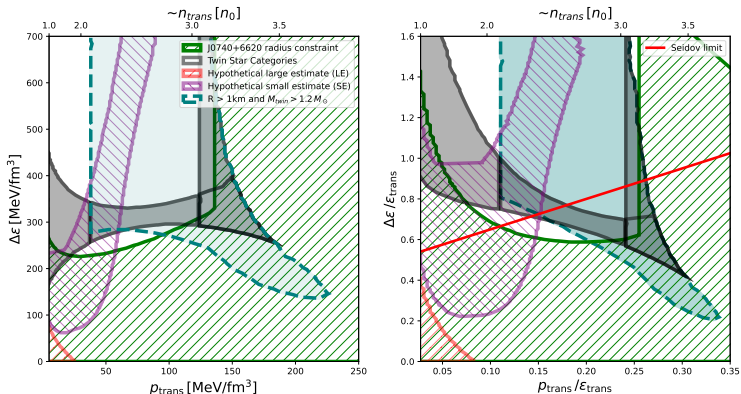 ~n_trans [n_0]
1.0 2.0 3.0 3.5
700
600
500
400
300
200
100
0
Δε [MeV/fm³]
J0740+6620 radius constraint
Twin Star Categories
Hypothetical large estimate (LE)
Hypothetical small estimate (SE)
R > 1km and M_twin > 1.2 M_⊙
50 100 150 200 250
p_trans [MeV/fm³]
~n_trans [n_0]
1.0 2.0 3.1 3.5
1.6
1.4
1.2
1.0
0.8
0.6
0.4
0.2
0.0
Δε/ε_trans
Seidov limit
0.05 0.10 0.15 0.20 0.25 0.30 0.35
p_trans/ε_trans